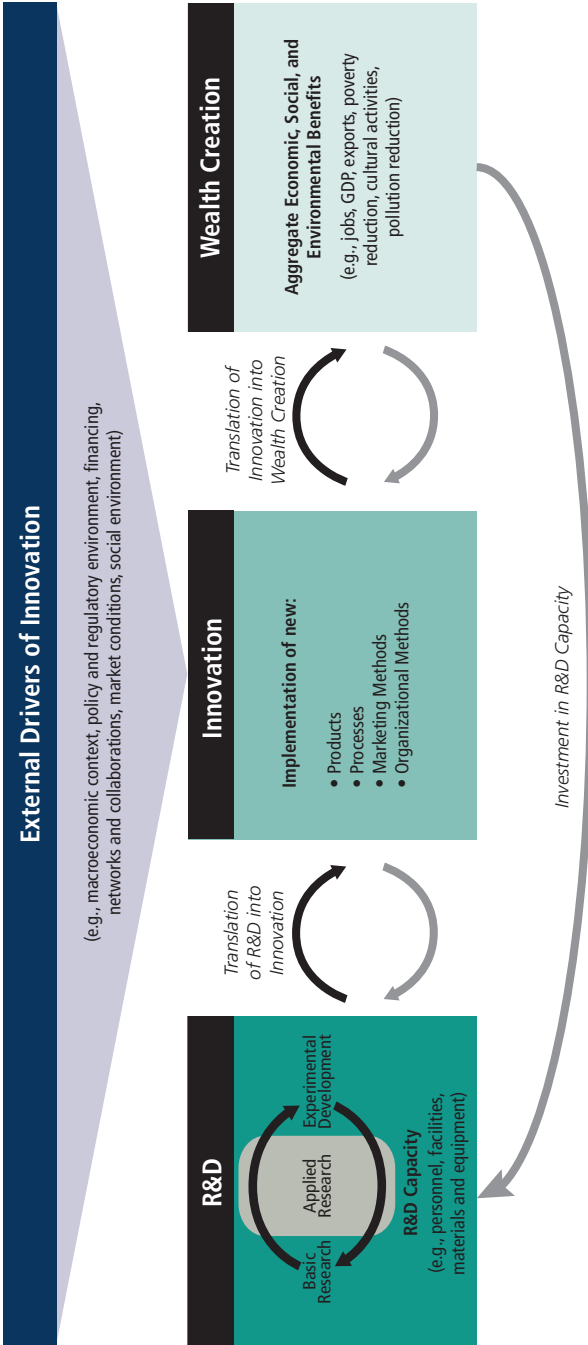 External Drivers of Innovation
(e.g., macroeconomic context, policy and regulatory environment, financing,
networks and collaborations, market conditions, social environment)
R&D
Basic
Research
Applied
Research
Experimental
Development
R&D Capacity
(e.g., personnel, facilities,
materials and equipment)
Translation
of R&D into
Innovation
Innovation
Implementation of new:
• Products
• Processes
• Marketing Methods
• Organizational Methods
Translation of
Innovation into
Wealth Creation
Wealth Creation
Aggregate Economic, Social, and
Environmental Benefits
(e.g., jobs, GDP, exports, poverty
reduction, cultural activities,
pollution reduction)
Investment in R&D Capacity